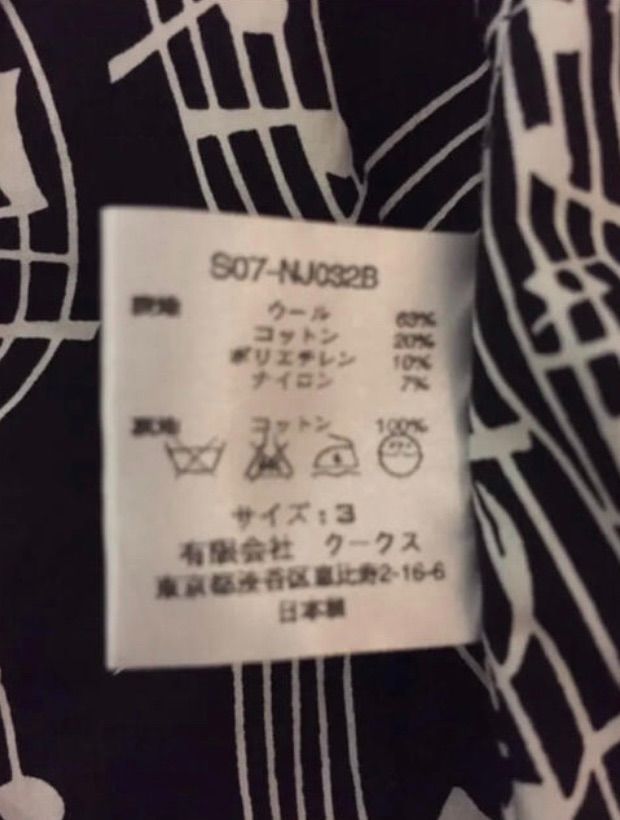 S07-NJ032B
表地 ウール 63%
コットン 20%
ポリエチレン 10%
ナイロン 7%
裏地 コットン 100%
サイズ:3
有限会社 クークス
東京都渋谷区恵比寿2-16-6
日本製